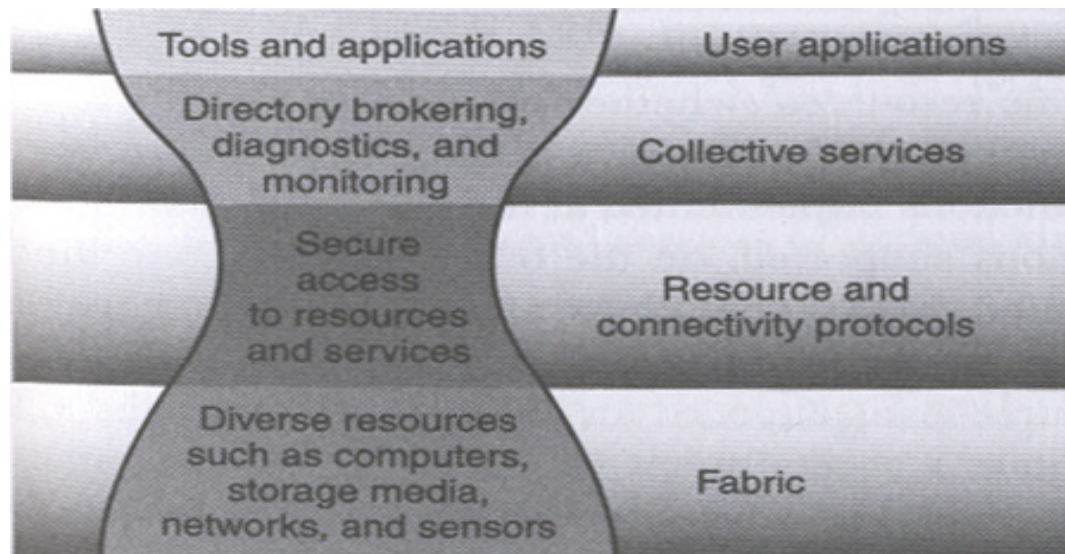 Tools and applications
User applications
Directory brokering,
diagnostics, and
monitoring
Collective services
Secure
access
to resources
and services
Resource and
connectivity protocols
Diverse resources
such as computers,
storage media,
networks, and sensors
Fabric